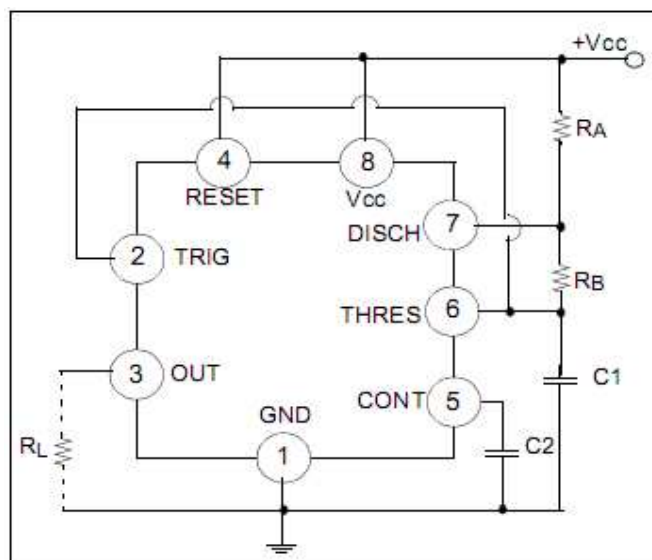 +Vcc
RA
4
8
RESET
Vcc
7
DISCH
2
TRIG
RB
THRES
6
3
OUT
C1
CONT
5
GND
RL
1
C2